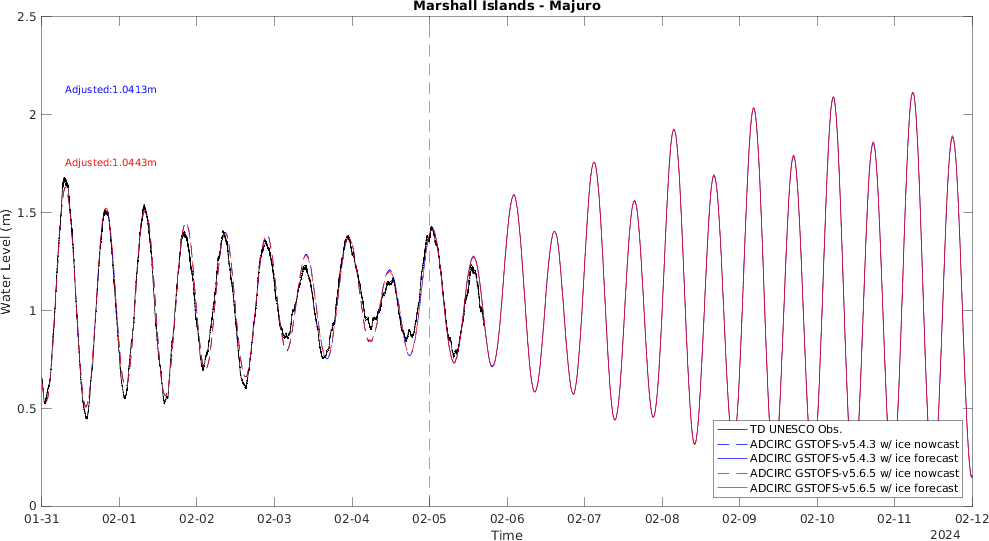 Marshall Islands - Majuro
2.5
2
1.5
1
0.5
0
Water Level (m)
Adjusted:1.0413m
Adjusted:1.0443m
TD UNESCO Obs.
ADCIRC GSTOFS-v5.4.3 w/ ice nowcast
ADCIRC GSTOFS-v5.4.3 w/ ice forecast
ADCIRC GSTOFS-v5.6.5 w/ ice nowcast
ADCIRC GSTOFS-v5.6.5 w/ ice forecast
01-31 02-01 02-02 02-03 02-04 02-05 02-06 02-07 02-08 02-09 02-10 02-11 02-12
Time
2024